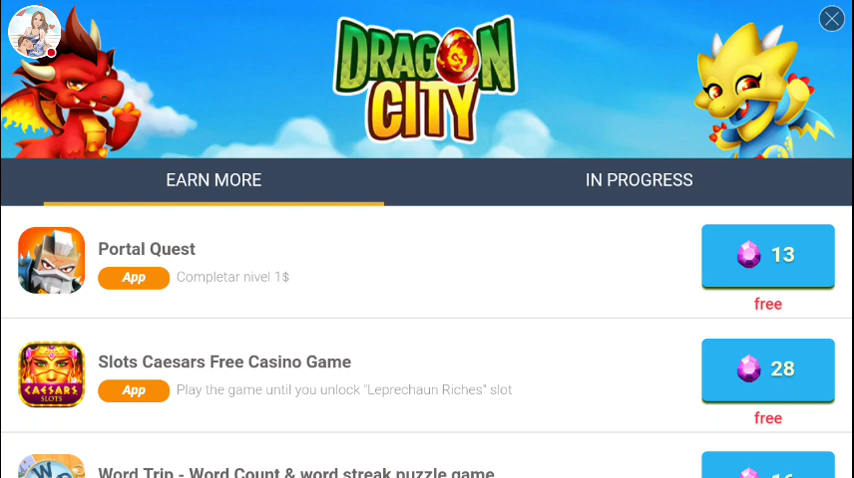 DRAGON
CITY
EARN MORE
IN PROGRESS
Portal Quest
App Completar nivel 1$
13
free
CAESARS
SLOTS
Slots Caesars Free Casino Game
App Play the game until you unlock "Leprechaun Riches" slot
28
free
W
Word Trip - Word Count & word streak puzzle game
16